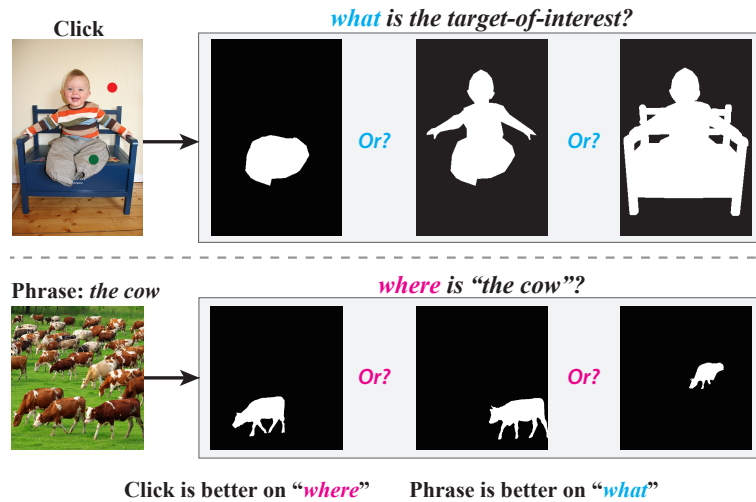 what is the target-of-interest?
Click
Or?
Or?
where is “the cow”?
Phrase: the cow
Or?
Or?
Click is better on “where” Phrase is better on “what”